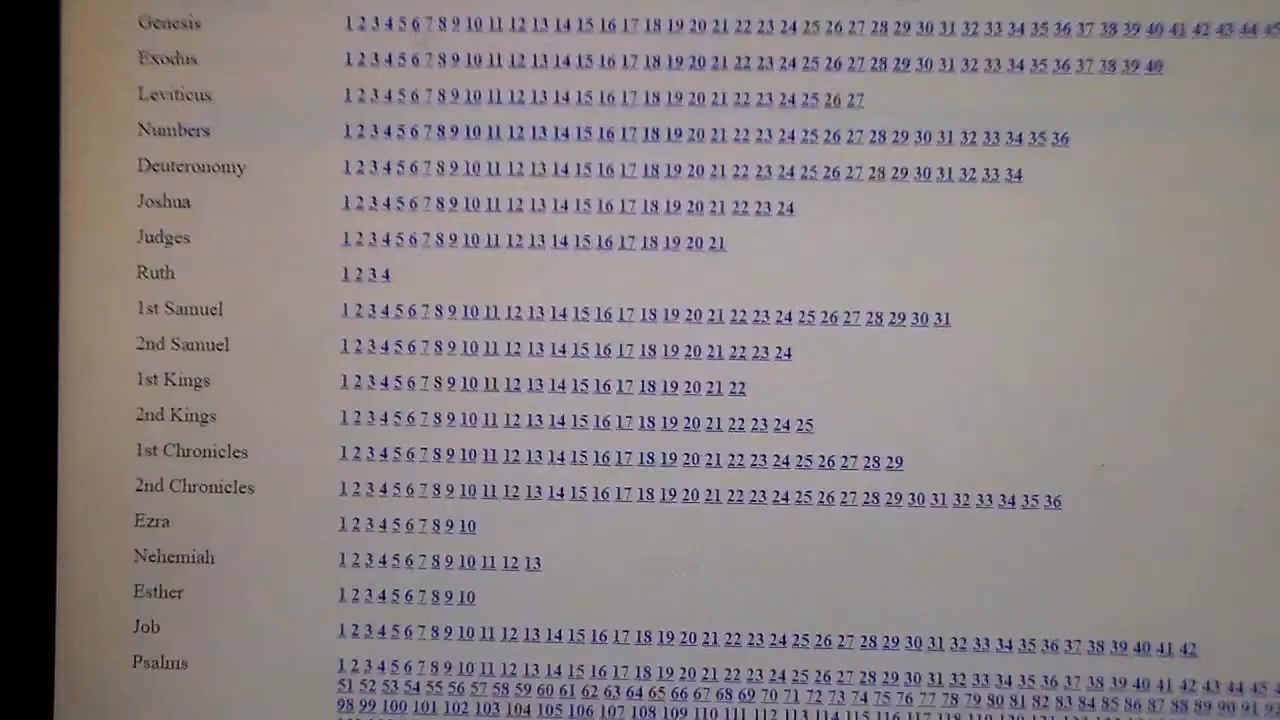 Genesis 1 2 3 4 5 6 7 8 9 10 11 12 13 14 15 16 17 18 19 20 21 22 23 24 25 26 27 28 29 30 31 32 33 34 35 36 37 38 39 40 41 42 43 44 45
Exodus 1 2 3 4 5 6 7 8 9 10 11 12 13 14 15 16 17 18 19 20 21 22 23 24 25 26 27 28 29 30 31 32 33 34 35 36 37 38 39 40
Leviticus 1 2 3 4 5 6 7 8 9 10 11 12 13 14 15 16 17 18 19 20 21 22 23 24 25 26 27
Numbers 1 2 3 4 5 6 7 8 9 10 11 12 13 14 15 16 17 18 19 20 21 22 23 24 25 26 27 28 29 30 31 32 33 34 35 36
Deuteronomy 1 2 3 4 5 6 7 8 9 10 11 12 13 14 15 16 17 18 19 20 21 22 23 24 25 26 27 28 29 30 31 32 33 34
Joshua 1 2 3 4 5 6 7 8 9 10 11 12 13 14 15 16 17 18 19 20 21 22 23 24
Judges 1 2 3 4 5 6 7 8 9 10 11 12 13 14 15 16 17 18 19 20 21
Ruth 1 2 3 4
1st Samuel 1 2 3 4 5 6 7 8 9 10 11 12 13 14 15 16 17 18 19 20 21 22 23 24 25 26 27 28 29 30 31
2nd Samuel 1 2 3 4 5 6 7 8 9 10 11 12 13 14 15 16 17 18 19 20 21 22 23 24
1st Kings 1 2 3 4 5 6 7 8 9 10 11 12 13 14 15 16 17 18 19 20 21 22
2nd Kings 1 2 3 4 5 6 7 8 9 10 11 12 13 14 15 16 17 18 19 20 21 22 23 24 25
1st Chronicles 1 2 3 4 5 6 7 8 9 10 11 12 13 14 15 16 17 18 19 20 21 22 23 24 25 26 27 28 29
2nd Chronicles 1 2 3 4 5 6 7 8 9 10 11 12 13 14 15 16 17 18 19 20 21 22 23 24 25 26 27 28 29 30 31 32 33 34 35 36
Ezra 1 2 3 4 5 6 7 8 9 10
Nehemiah 1 2 3 4 5 6 7 8 9 10 11 12 13
Esther 1 2 3 4 5 6 7 8 9 10
Job 1 2 3 4 5 6 7 8 9 10 11 12 13 14 15 16 17 18 19 20 21 22 23 24 25 26 27 28 29 30 31 32 33 34 35 36 37 38 39 40 41 42
Psalms 1 2 3 4 5 6 7 8 9 10 11 12 13 14 15 16 17 18 19 20 21 22 23 24 25 26 27 28 29 30 31 32 33 34 35 36 37 38 39 40 41 42 43 44 45
51 52 53 54 55 56 57 58 59 60 61 62 63 64 65 66 67 68 69 70 71 72 73 74 75 76 77 78 79 80 81 82 83 84 85 86 87 88 89 90 91
98 99 100 101 102 103 104 105 106 107 108 109 110 111 112 113 114 115 116 117 118 119 120